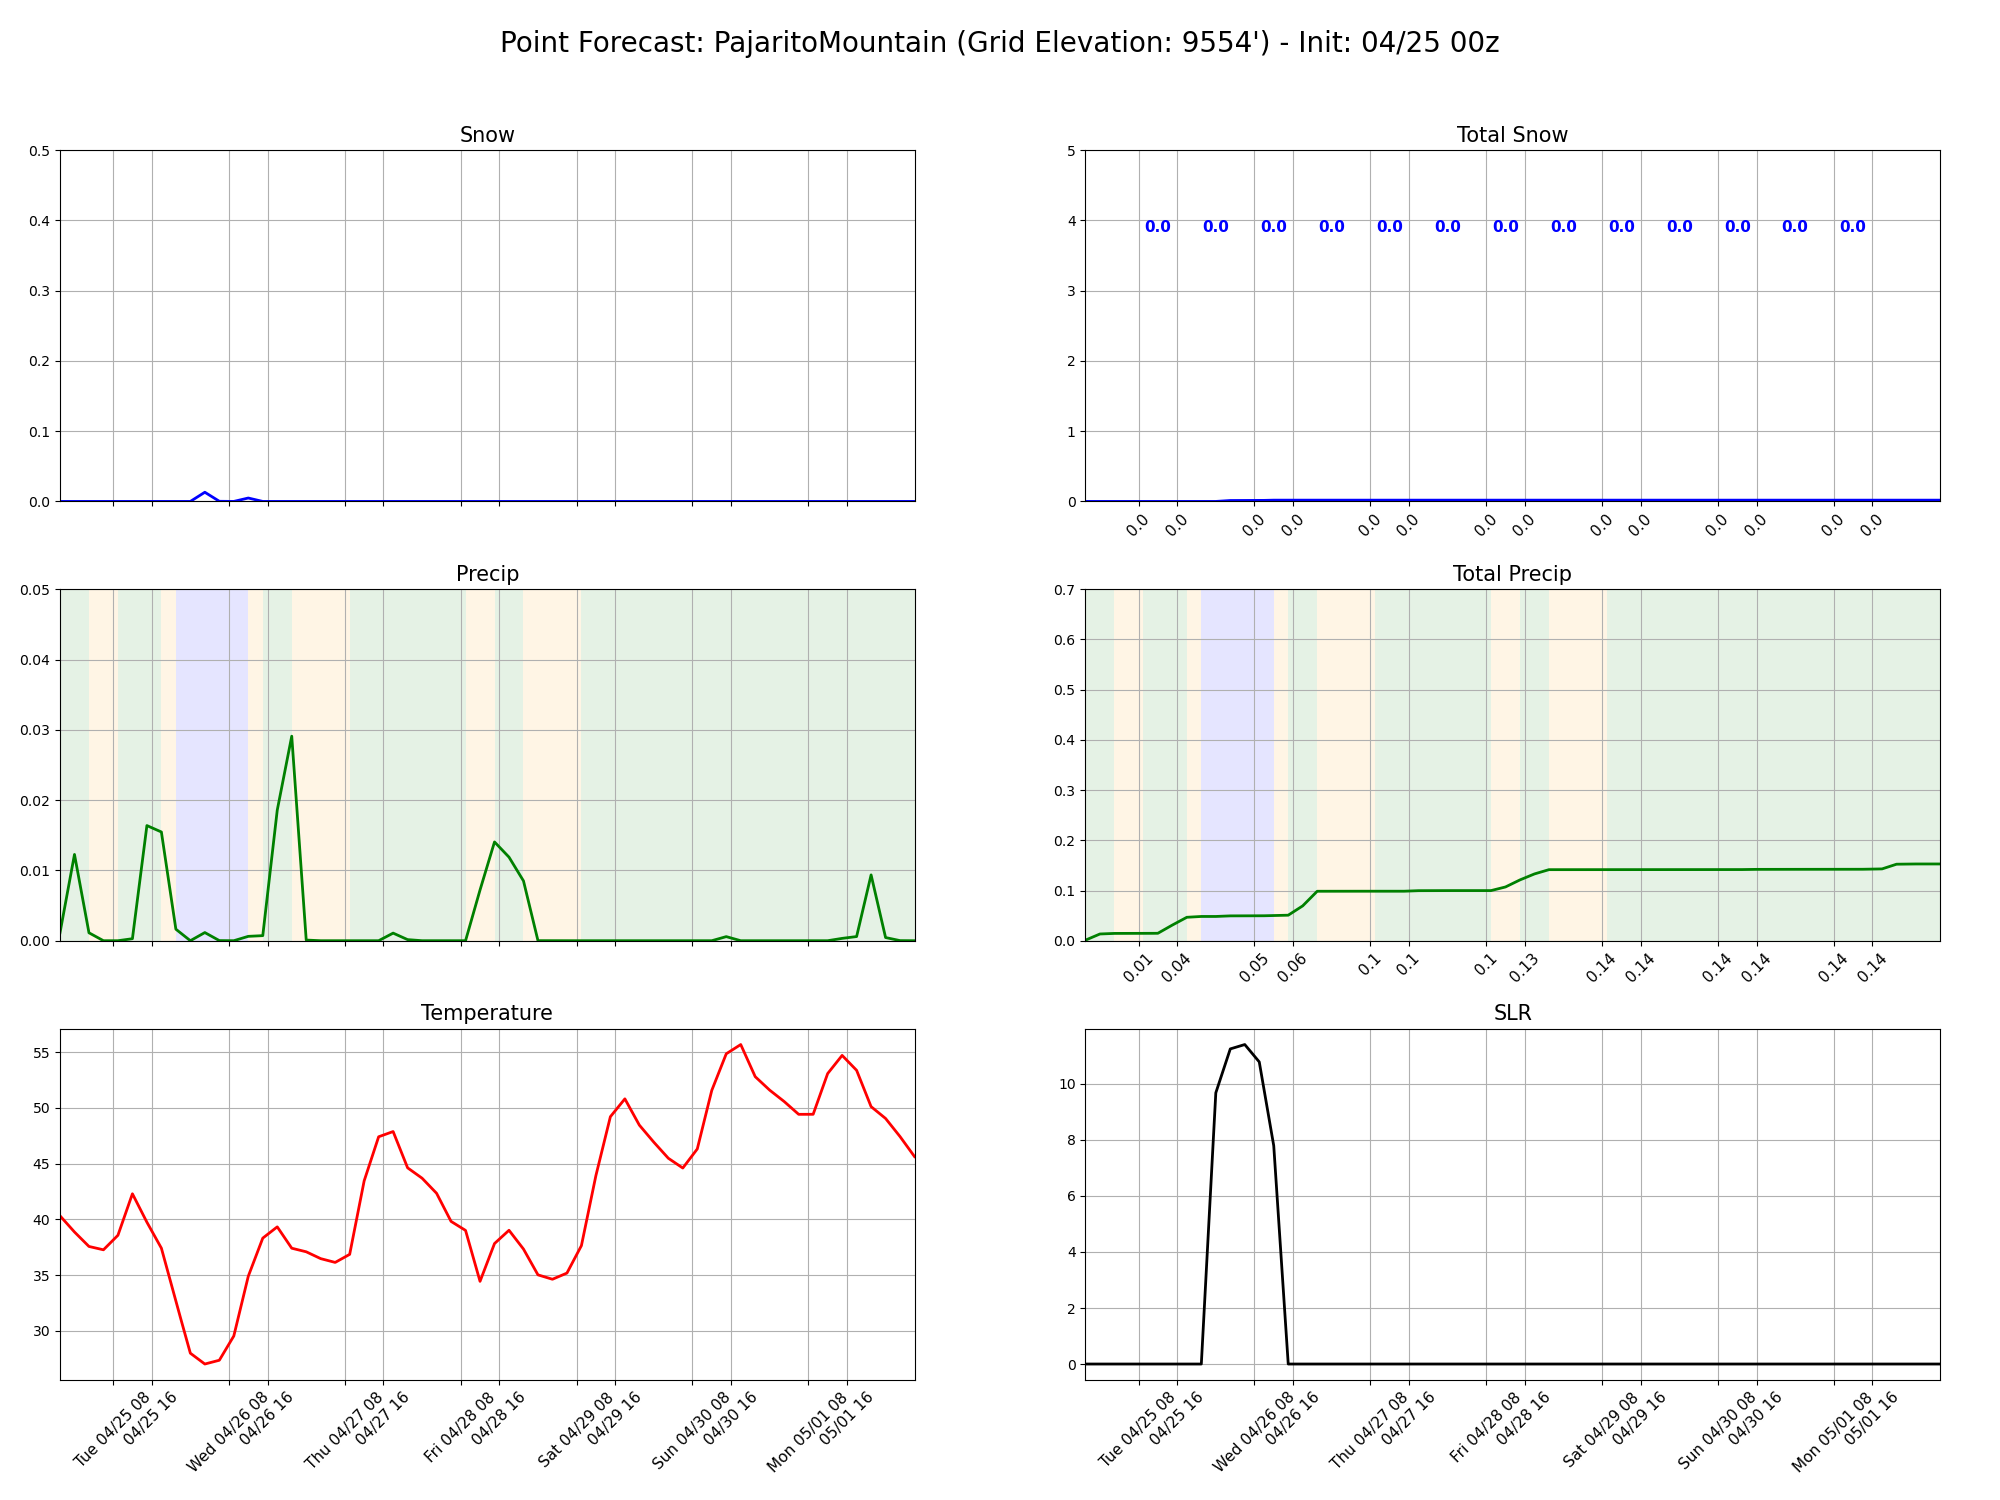 Point Forecast: PajaritoMountain (Grid Elevation: 9554') - Init: 04/25 00z
Snow
0.5
0.4
0.3
0.2
0.1
0.0
Total Snow
5
4
3
2
1
0
0.0 0.0 0.0 0.0 0.0 0.0 0.0 0.0 0.0 0.0 0.0 0.0 0.0
0.0 0.0 0.0 0.0 0.0 0.0 0.0 0.0 0.0 0.0 0.0 0.0 0.0 0.0
Precip
0.05
0.04
0.03
0.02
0.01
0.00
Total Precip
0.7
0.6
0.5
0.4
0.3
0.2
0.1
0.0
0.01 0.04 0.05 0.06 0.1 0.1 0.1 0.13 0.14 0.14 0.14 0.14 0.14 0.14
Temperature
55
50
45
40
35
30
Tue 04/25 08
04/25 16
Wed 04/26 08
04/26 16
Thu 04/27 08
04/27 16
Fri 04/28 08
04/28 16
Sat 04/29 08
04/29 16
Sun 04/30 08
04/30 16
Mon 05/01 08
05/01 16
SLR
10
8
6
4
2
0
Tue 04/25 08
04/25 16
Wed 04/26 08
04/26 16
Thu 04/27 08
04/27 16
Fri 04/28 08
04/28 16
Sat 04/29 08
04/29 16
Sun 04/30 08
04/30 16
Mon 05/01 08
05/01 16